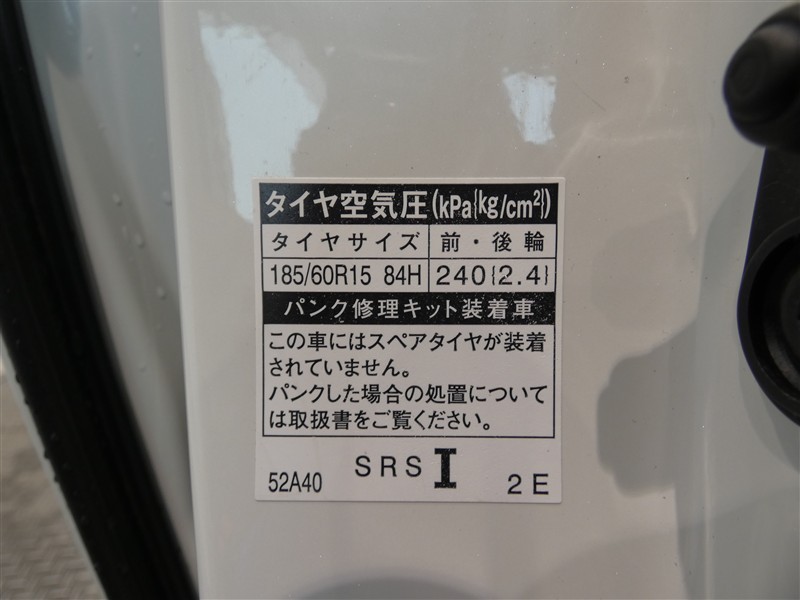 タイヤ空気圧(kPa{kg/cm²})
タイヤサイズ 前・後輪
185/60R15 84H 240{2.4}
パンク修理キット装着車
この車にはスペアタイヤが装着
されていません。
パンクした場合の処置について
は取扱書をご覧ください。
52A40 SRS I 2E